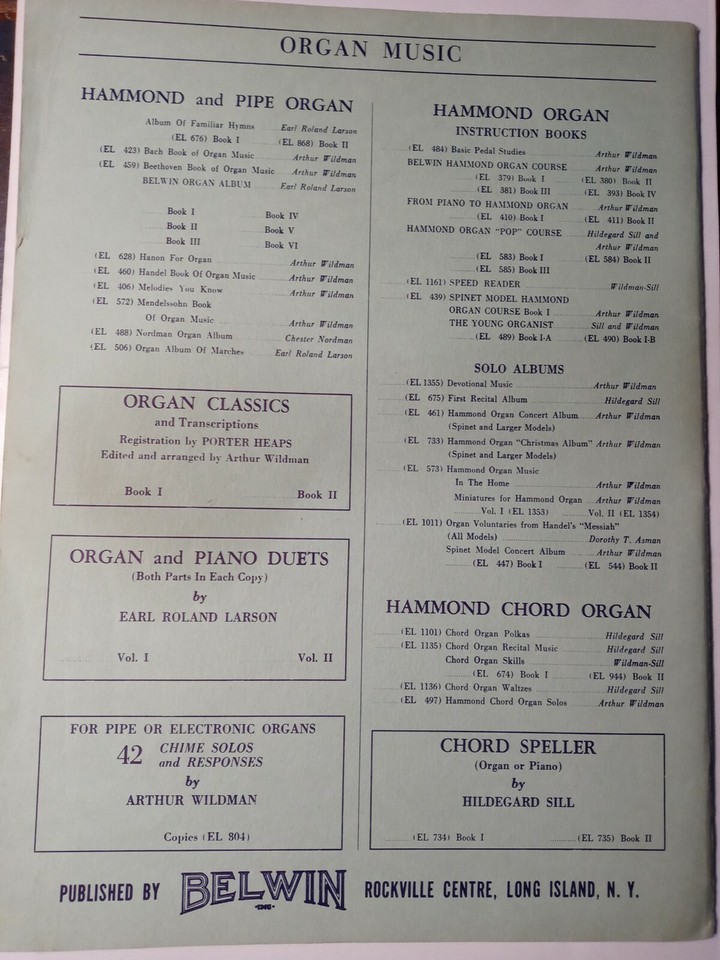 ORGAN MUSIC
HAMMOND and PIPE ORGAN
Album Of Familiar Hymns Earl Roland Larson
(EL 676) Book I (EL 868) Book II
(EL 423) Bach Book of Organ Music Arthur Wildman
(EL 459) Beethoven Book of Organ Music Arthur Wildman
BELWIN ORGAN ALBUM Earl Roland Larson
Book I Book IV
Book II Book V
Book III Book VI
(EL 628) Hanon For Organ Arthur Wildman
(EL 460) Handel Book Of Organ Music Arthur Wildman
(EL 406) Melodies You Know Arthur Wildman
(EL 572) Mendelssohn Book
Of Organ Music Arthur Wildman
(EL 488) Nordman Organ Album Chester Nordman
(EL 506) Organ Album Of Marches Earl Roland Larson
ORGAN CLASSICS
and Transcriptions
Registration by PORTER HEAPS
Edited and arranged by Arthur Wildman
Book I Book II
ORGAN and PIANO DUETS
(Both Parts In Each Copy)
by
EARL ROLAND LARSON
Vol. I Vol. II
FOR PIPE OR ELECTRONIC ORGANS
42 CHIME SOLOS
and RESPONSES
by
ARTHUR WILDMAN
Copies (EL 804)
HAMMOND ORGAN
INSTRUCTION BOOKS
(EL 484) Basic Pedal Studies Arthur Wildman
BELWIN HAMMOND ORGAN COURSE Arthur Wildman
(EL 379) Book I (EL 380) Book II
(EL 381) Book III (EL 393) Book IV
FROM PIANO TO HAMMOND ORGAN Arthur Wildman
(EL 410) Book I (EL 411) Book II
HAMMOND ORGAN "POP" COURSE Hildegard Sill and
Arthur Wildman
(EL 583) Book I (EL 584) Book II
(EL 585) Book III
(EL 1161) SPEED READER Wildman-Sill
(EL 439) SPINET MODEL HAMMOND
ORGAN COURSE Book I Arthur Wildman
THE YOUNG ORGANIST Sill and Wildman
(EL 489) Book I-A (EL 490) Book I-B
SOLO ALBUMS
(EL 1355) Devotional Music Arthur Wildman
(EL 675) First Recital Album Hildegard Sill
(EL 461) Hammond Organ Concert Album Arthur Wildman
(Spinet and Larger Models)
(EL 733) Hammond Organ "Christmas Album" Arthur Wildman
(Spinet and Larger Models)
(EL 573) Hammond Organ Music
In The Home Arthur Wildman
Miniatures for Hammond Organ Arthur Wildman
Vol. I (EL 1353) Vol. II (EL 1354)
(EL 1011) Organ Voluntaries from Handel's "Messiah"
(All Models) Dorothy T. Asman
Spinet Model Concert Album Arthur Wildman
(EL 447) Book I (EL 544) Book II
HAMMOND CHORD ORGAN
(EL 1101) Chord Organ Polkas Hildegard Sill
(EL 1135) Chord Organ Recital Music Hildegard Sill
Chord Organ Skills Wildman-Sill
(EL 674) Book I (EL 944) Book II
(EL 1136) Chord Organ Waltzes Hildegard Sill
(EL 497) Hammond Chord Organ Solos Arthur Wildman
CHORD SPELLER
(Organ or Piano)
by
HILDEGARD SILL
(EL 734) Book I (EL 735) Book II
PUBLISHED BY BELWIN INC. ROCKVILLE CENTRE, LONG ISLAND, N. Y.